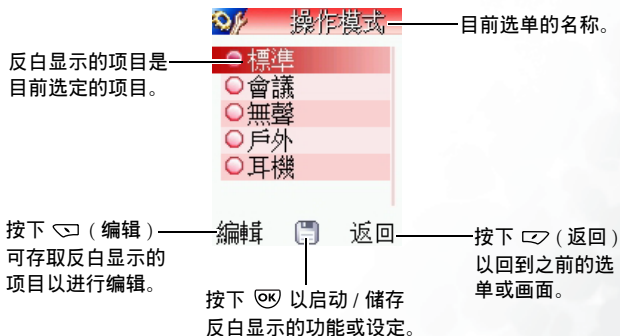 操作模式
目前选单的名称。
反白显示的项目是
目前选定的项目。
標準
會議
無聲
戶外
耳機
編輯
返回
按下 (编辑)
可存取反白显示的
项目以进行编辑。
按下 OK 以启动 / 储存
反白显示的功能或设定。
按下 (返回)
以回到之前的选
单或画面。